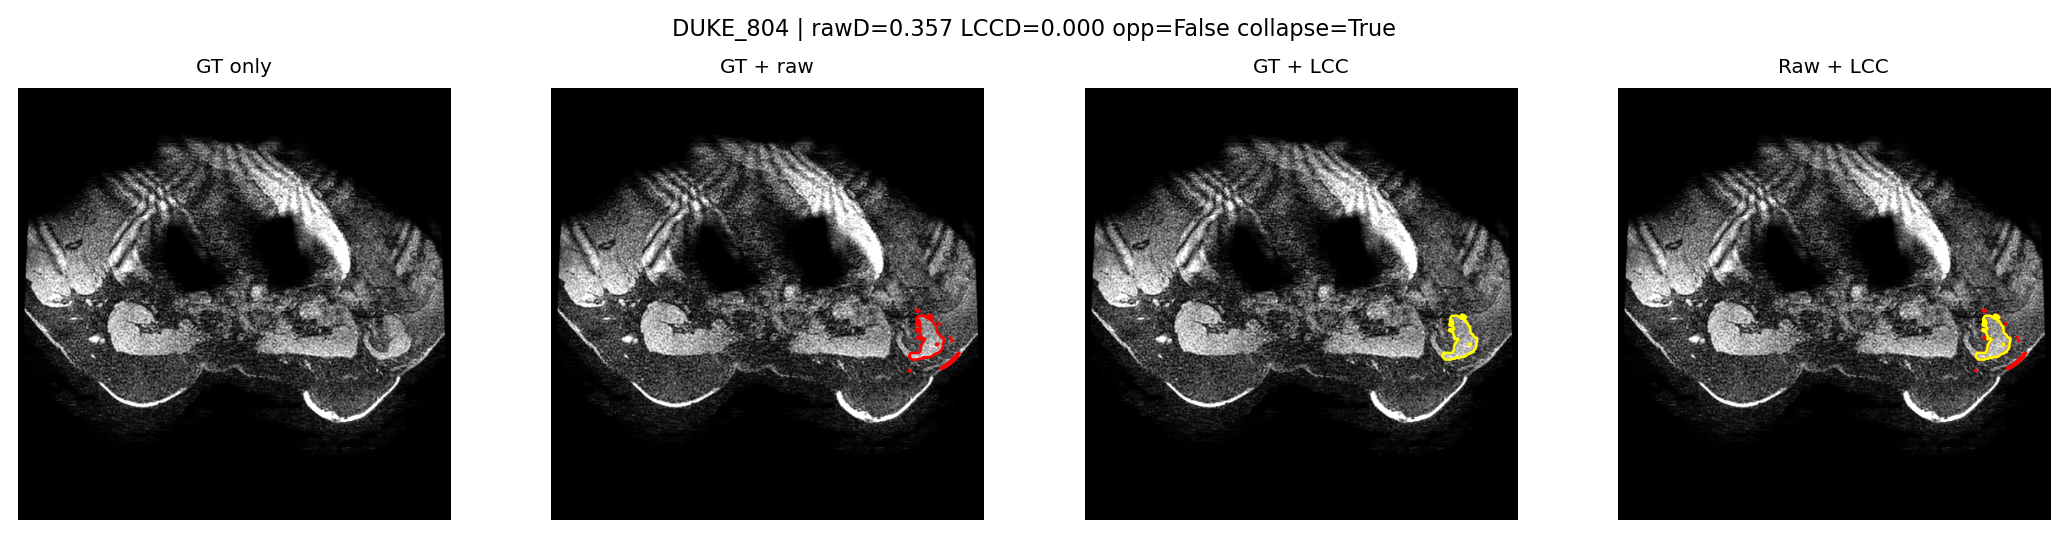 DUKE_804 | rawD=0.357 LCCD=0.000 opp=False collapse=True
GT only
GT + raw
GT + LCC
Raw + LCC